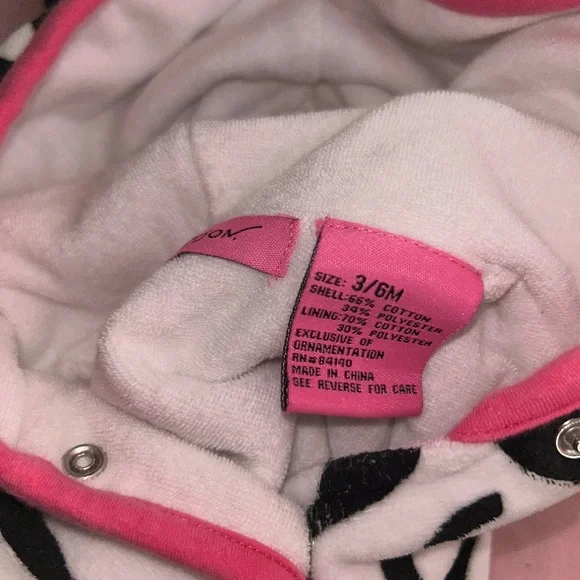 SIZE: 3/6M
SHELL:66% COTTON
34% POLYESTER
LINING:70% COTTON
30% POLYESTER
EXCLUSIVE OF
ORNAMENTATION
RN#84140
MADE IN CHINA
SEE REVERSE FOR CARE